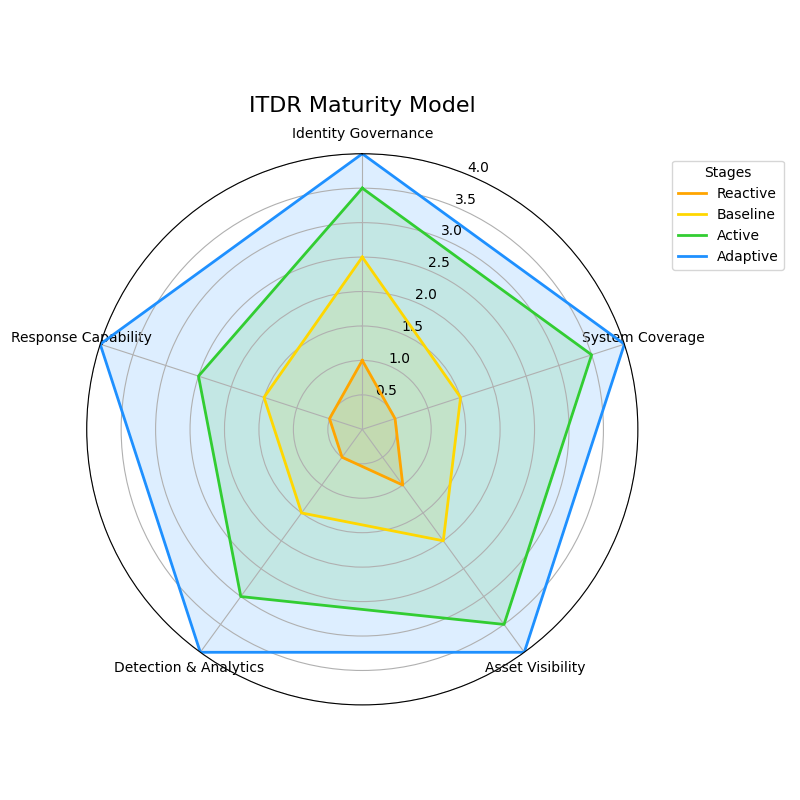 ITDR Maturity Model
Identity Governance
4.0
3.5
3.0
2.5
2.0
1.5
1.0
0.5
Stages
Reactive
Baseline
Active
Adaptive
Response Capability
System Coverage
Detection & Analytics
Asset Visibility